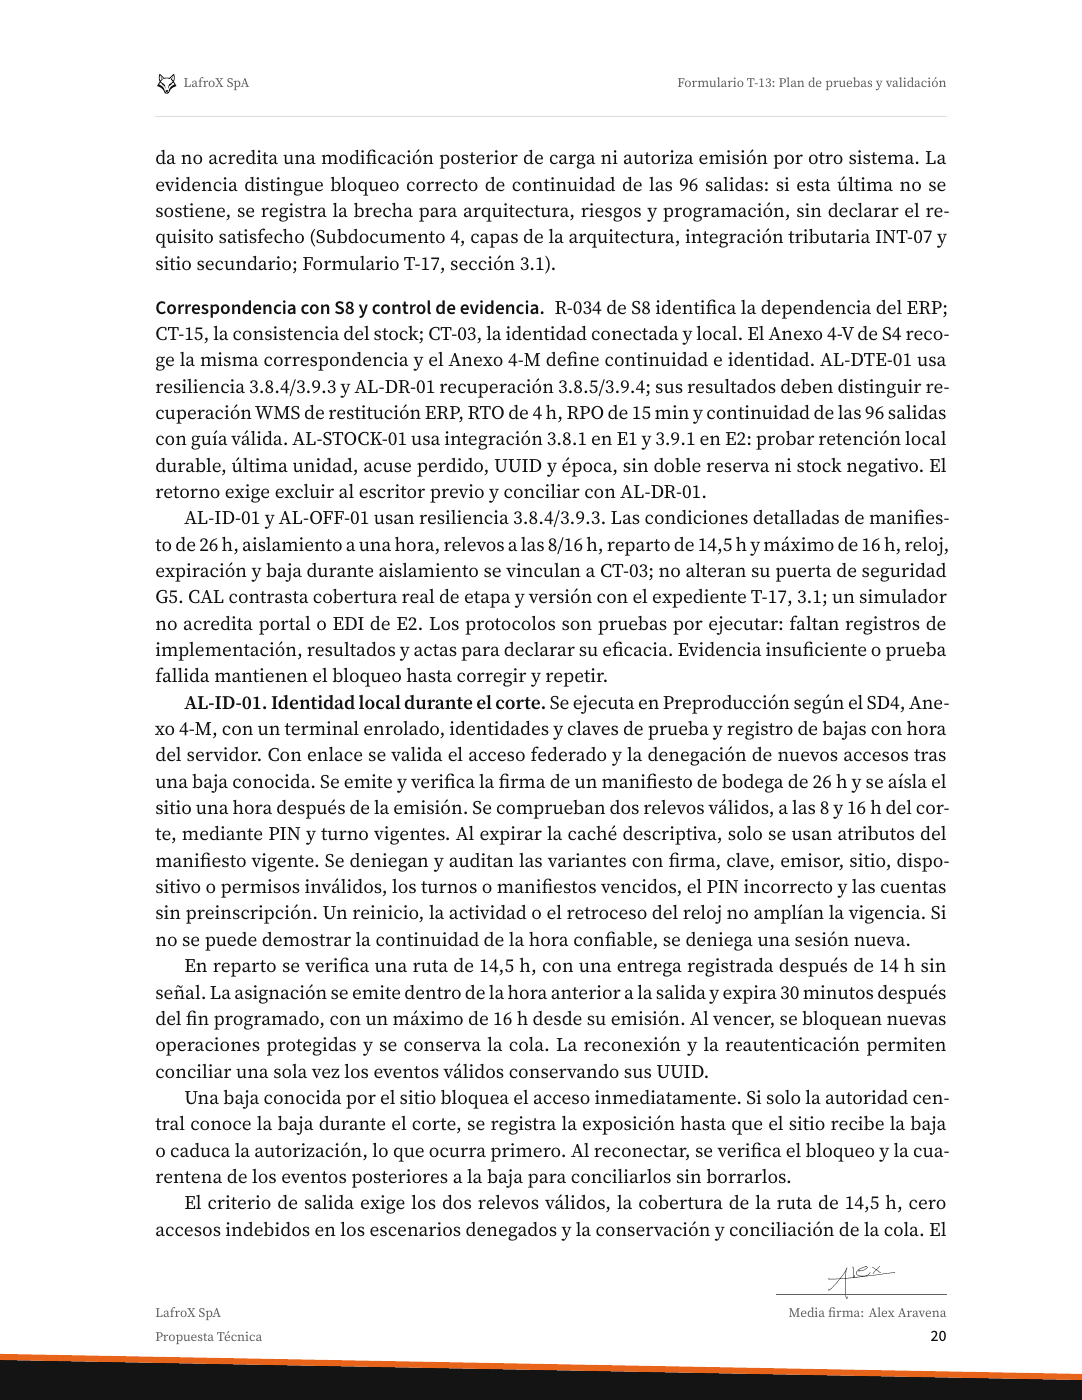 LafroX SpA
Formulario T-13: Plan de pruebas y validación
da no acredita una modificación posterior de carga ni autoriza emisión por otro sistema. La
evidencia distingue bloqueo correcto de continuidad de las 96 salidas: si esta última no se
sostiene, se registra la brecha para arquitectura, riesgos y programación, sin declarar el re-
quisito satisfecho (Subdocumento 4, capas de la arquitectura, integración tributaria INT-07 y
sitio secundario; Formulario T-17, sección 3.1).
Correspondencia con S8 y control de evidencia. R-034 de S8 identifica la dependencia del ERP;
CT-15, la consistencia del stock; CT-03, la identidad conectada y local. El Anexo 4-V de S4 reco-
ge la misma correspondencia y el Anexo 4-M define continuidad e identidad. AL-DTE-01 usa
resiliencia 3.8.4/3.9.3 y AL-DR-01 recuperación 3.8.5/3.9.4; sus resultados deben distinguir re-
cuperación WMS de restitución ERP, RTO de 4 h, RPO de 15 min y continuidad de las 96 salidas
con guía válida. AL-STOCK-01 usa integración 3.8.1 en E1 y 3.9.1 en E2: probar retención local
durable, última unidad, acuse perdido, UUID y época, sin doble reserva ni stock negativo. El
retorno exige excluir al escritor previo y conciliar con AL-DR-01.
AL-ID-01 y AL-OFF-01 usan resiliencia 3.8.4/3.9.3. Las condiciones detalladas de manifies-
to de 26 h, aislamiento a una hora, relevos a las 8/16 h, reparto de 14,5 h y máximo de 16 h, reloj,
expiración y baja durante aislamiento se vinculan a CT-03; no alteran su puerta de seguridad
G5. CAL contrasta cobertura real de etapa y versión con el expediente T-17, 3.1; un simulador
no acredita portal o EDI de E2. Los protocolos son pruebas por ejecutar: faltan registros de
implementación, resultados y actas para declarar su eficacia. Evidencia insuficiente o prueba
fallida mantienen el bloqueo hasta corregir y repetir.
AL-ID-01. Identidad local durante el corte. Se ejecuta en Preproducción según el SD4, Ane-
xo 4-M, con un terminal enrolado, identidades y claves de prueba y registro de bajas con hora
del servidor. Con enlace se valida el acceso federado y la denegación de nuevos accesos tras
una baja conocida. Se emite y verifica la firma de un manifiesto de bodega de 26 h y se aísla el
sitio una hora después de la emisión. Se comprueban dos relevos válidos, a las 8 y 16 h del cor-
te, mediante PIN y turno vigentes. Al expirar la caché descriptiva, solo se usan atributos del
manifiesto vigente. Se deniegan y auditan las variantes con firma, clave, emisor, sitio, dispo-
sitivo o permisos inválidos, los turnos o manifiestos vencidos, el PIN incorrecto y las cuentas
sin preinscripción. Un reinicio, la actividad o el retroceso del reloj no amplían la vigencia. Si
no se puede demostrar la continuidad de la hora confiable, se deniega una sesión nueva.
En reparto se verifica una ruta de 14,5 h, con una entrega registrada después de 14 h sin
señal. La asignación se emite dentro de la hora anterior a la salida y expira 30 minutos después
del fin programado, con un máximo de 16 h desde su emisión. Al vencer, se bloquean nuevas
operaciones protegidas y se conserva la cola. La reconexión y la reautenticación permiten
conciliar una sola vez los eventos válidos conservando sus UUID.
Una baja conocida por el sitio bloquea el acceso inmediatamente. Si solo la autoridad cen-
tral conoce la baja durante el corte, se registra la exposición hasta que el sitio recibe la baja
o caduca la autorización, lo que ocurra primero. Al reconectar, se verifica el bloqueo y la cua-
rentena de los eventos posteriores a la baja para conciliarlos sin borrarlos.
El criterio de salida exige los dos relevos válidos, la cobertura de la ruta de 14,5 h, cero
accesos indebidos en los escenarios denegados y la conservación y conciliación de la cola. El
Alex
LafroX SpA
Media firma: Alex Aravena
Propuesta Técnica
20